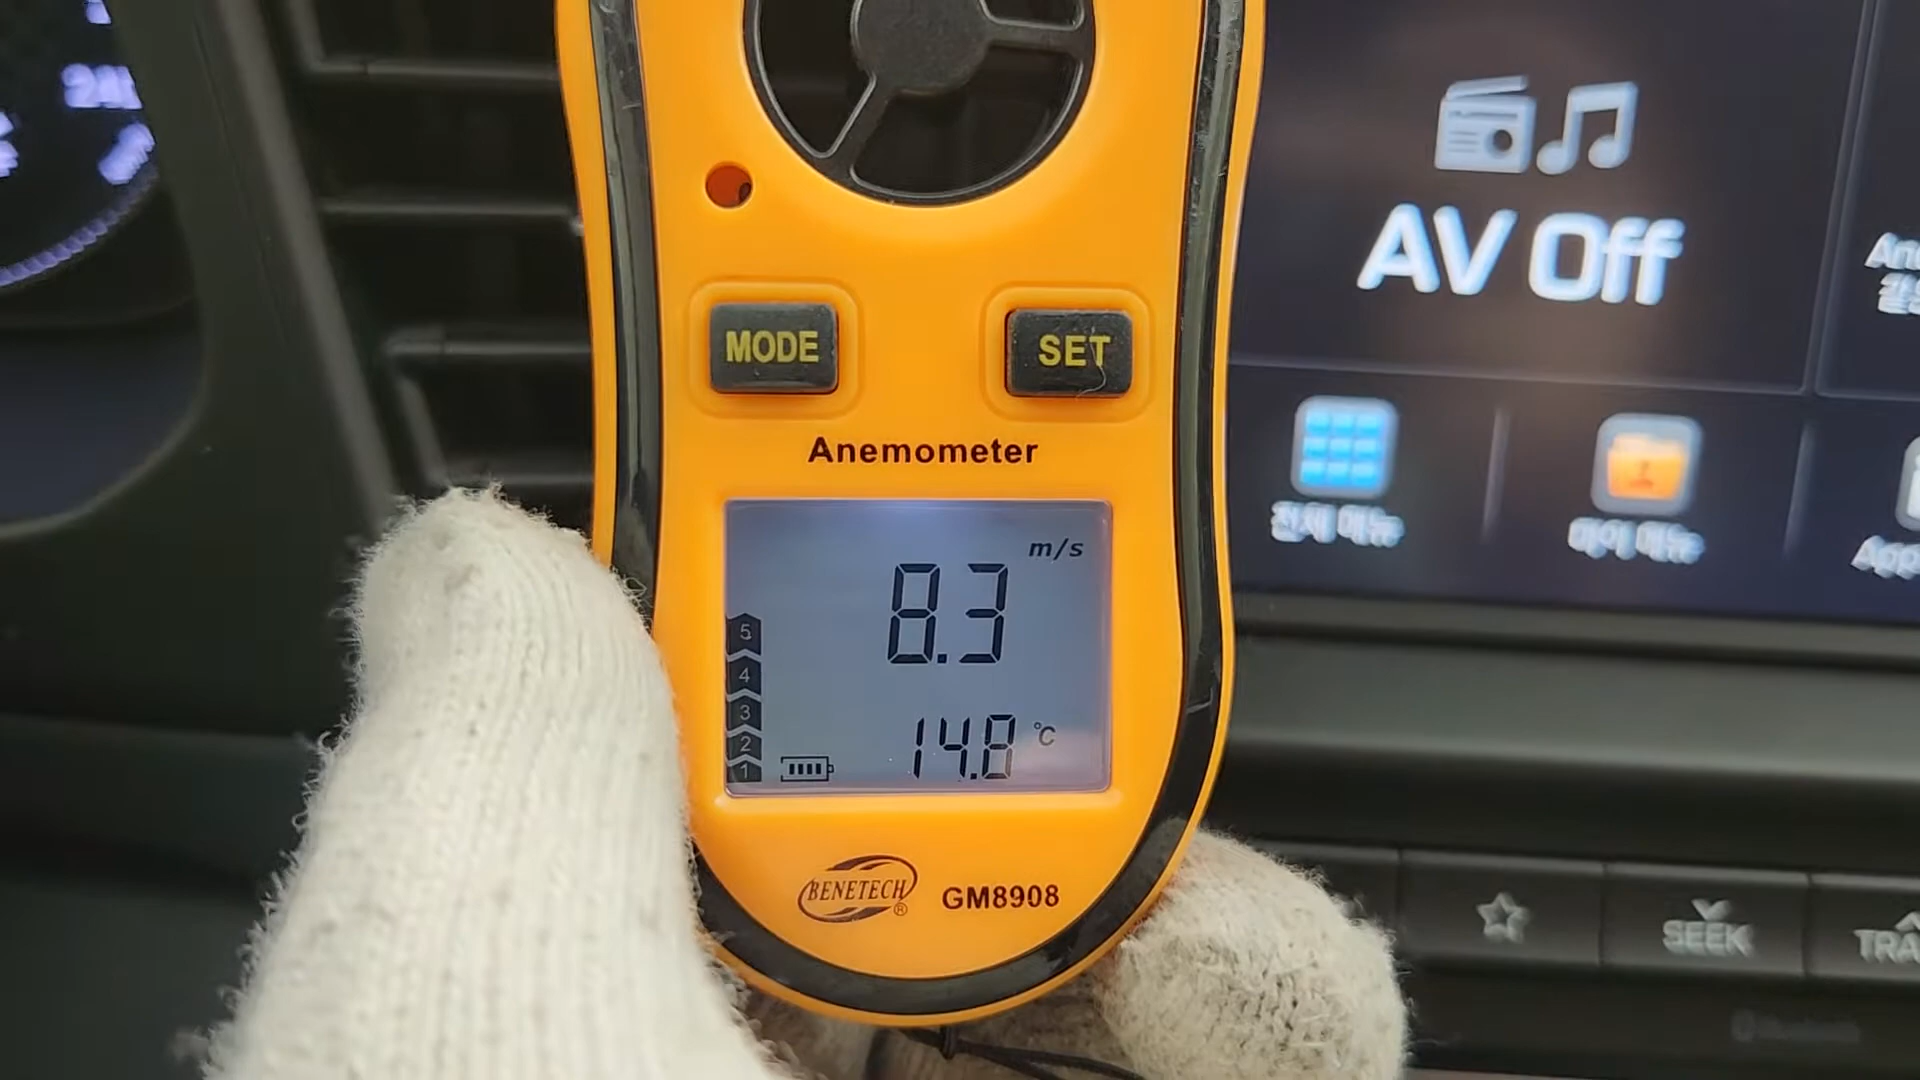 AV Off
MODE
SET
Anemometer
전체 메뉴
마이 메뉴
m/s
8.3
5
4
3
2
1
14.8 °C
BENETECH ®
GM8908
SEEK